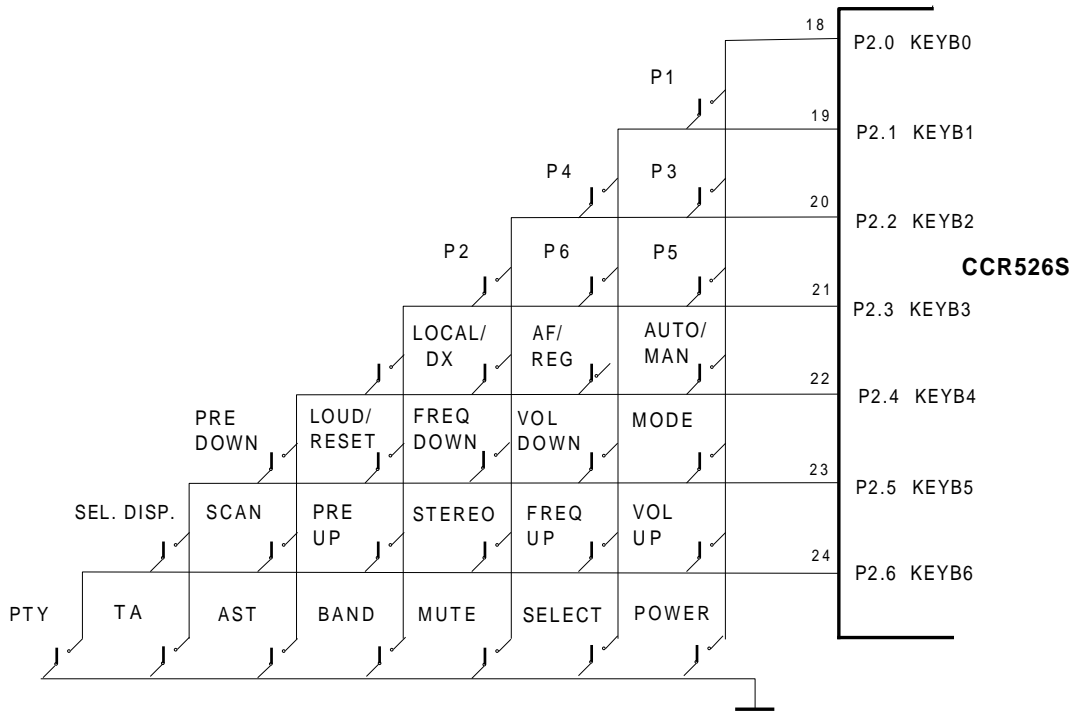 18
P2.0 KEYB0
P1
19
P2.1 KEYB1
P4 P3
20
P2.2 KEYB2
CCR526S
P2 P6 P5
21
P2.3 KEYB3
LOCAL/ AF/ AUTO/
DX REG MAN
22
P2.4 KEYB4
PRE LOUD/ FREQ VOL MODE
DOWN RESET DOWN DOWN
23
P2.5 KEYB5
SEL. DISP. SCAN PRE STEREO FREQ VOL
UP UP UP
24
P2.6 KEYB6
PTY TA AST BAND MUTE SELECT POWER